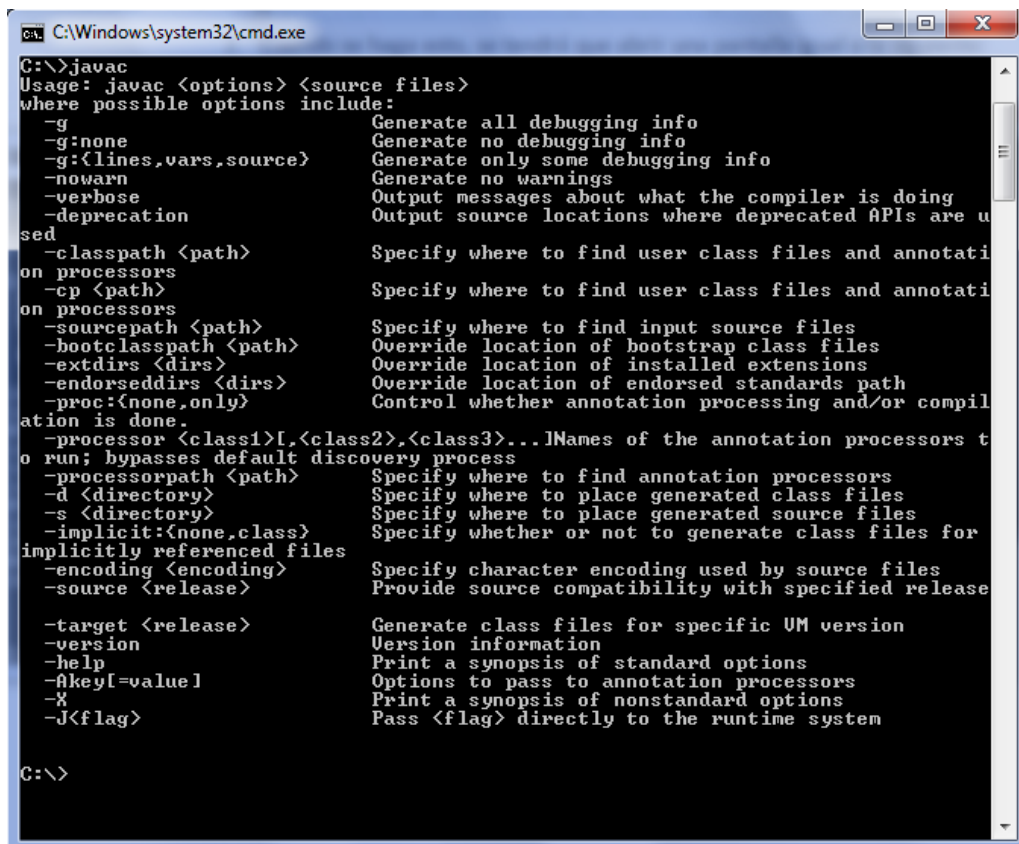 C:\Windows\system32\cmd.exe
C:\>javac
Usage: javac <options> <source files>
where possible options include:
  -g                         Generate all debugging info
  -g:none                    Generate no debugging info
  -g:{lines,vars,source}     Generate only some debugging info
  -nowarn                    Generate no warnings
  -verbose                   Output messages about what the compiler is doing
  -deprecation               Output source locations where deprecated APIs are u
sed
  -classpath <path>          Specify where to find user class files and annotati
on processors
  -cp <path>                 Specify where to find user class files and annotati
on processors
  -sourcepath <path>         Specify where to find input source files
  -bootclasspath <path>      Override location of bootstrap class files
  -extdirs <dirs>            Override location of installed extensions
  -endorseddirs <dirs>       Override location of endorsed standards path
  -proc:{none,only}          Control whether annotation processing and/or compil
ation is done.
  -processor <class1>[,<class2>,<class3>...]Names of the annotation processors t
o run; bypasses default discovery process
  -processorpath <path>      Specify where to find annotation processors
  -d <directory>             Specify where to place generated class files
  -s <directory>             Specify where to place generated source files
  -implicit:{none,class}     Specify whether or not to generate class files for
implicitly referenced files
  -encoding <encoding>       Specify character encoding used by source files
  -source <release>          Provide source compatibility with specified release
  -target <release>          Generate class files for specific VM version
  -version                   Version information
  -help                      Print a synopsis of standard options
  -Akey[=value]              Options to pass to annotation processors
  -X                         Print a synopsis of nonstandard options
  -J<flag>                   Pass <flag> directly to the runtime system
C:\>